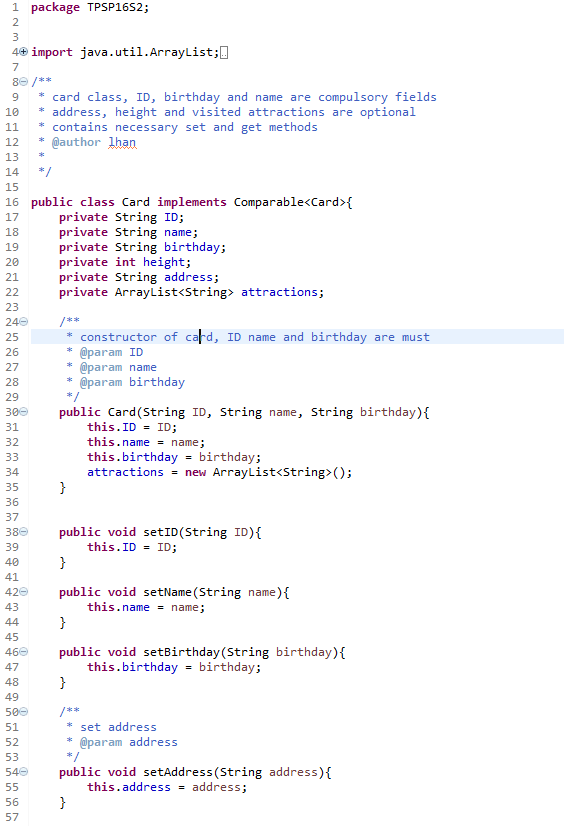 1 package TPSP16S2;
2
3
4 import java.util.ArrayList;
7
8 /**
9  * card class, ID, birthday and name are compulsory fields
10  * address, height and visited attractions are optional
11  * contains necessary set and get methods
12  * @author lhan
13  *
14  */
15
16 public class Card implements Comparable<Card>{
17     private String ID;
18     private String name;
19     private String birthday;
20     private int height;
21     private String address;
22     private ArrayList<String> attractions;
23
24     /**
25      * constructor of card, ID name and birthday are must
26      * @param ID
27      * @param name
28      * @param birthday
29      */
30     public Card(String ID, String name, String birthday){
31         this.ID = ID;
32         this.name = name;
33         this.birthday = birthday;
34         attractions = new ArrayList<String>();
35     }
36
37
38     public void setID(String ID){
39         this.ID = ID;
40     }
41
42     public void setName(String name){
43         this.name = name;
44     }
45
46     public void setBirthday(String birthday){
47         this.birthday = birthday;
48     }
49
50     /**
51      * set address
52      * @param address
53      */
54     public void setAddress(String address){
55         this.address = address;
56     }
57